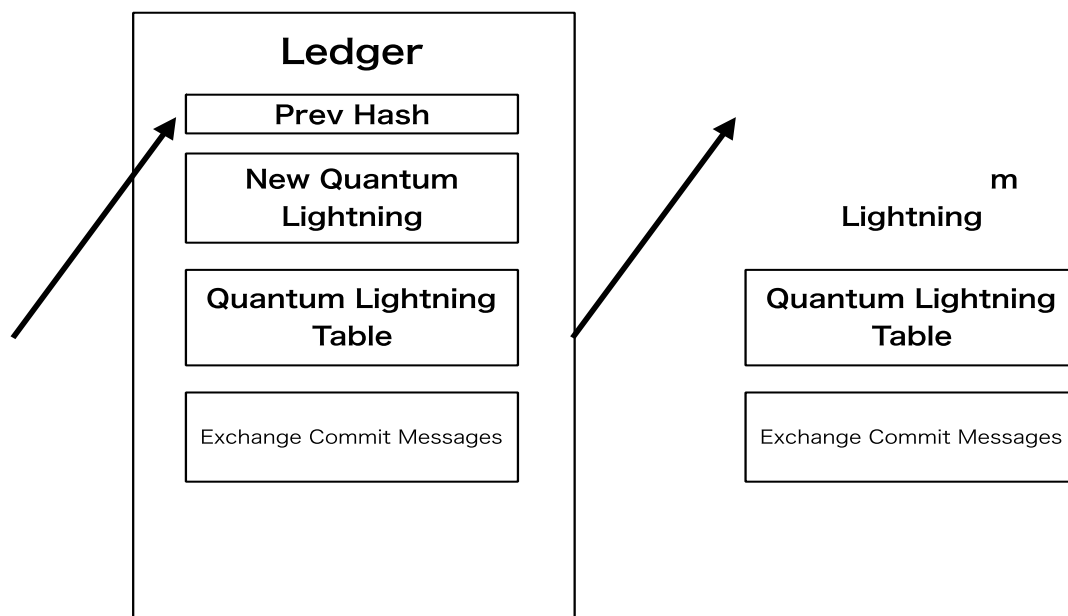 Ledger
Prev Hash
New Quantum
Lightning
Quantum Lightning
Table
Exchange Commit Messages
m
Lightning
Quantum Lightning
Table
Exchange Commit Messages